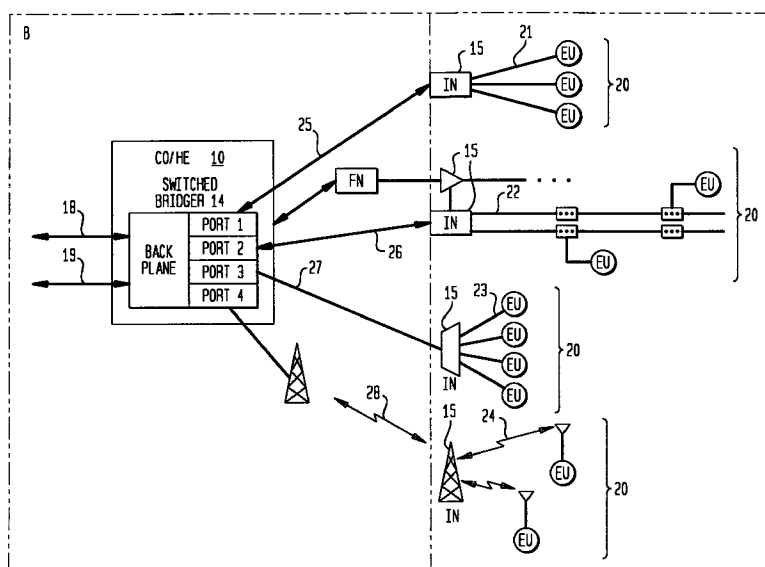 B
15
21
EU
IN
EU
20
EU
25
CO/HE 10
SWITCHED
BRIDGER 14
FN
15
EU
18
PORT 1
22
BACK
PLANE
PORT 2
IN
20
19
PORT 3
26
PORT 4
27
EU
15
23
EU
EU
20
EU
EU
IN
28
15
24
EU
20
IN
EU